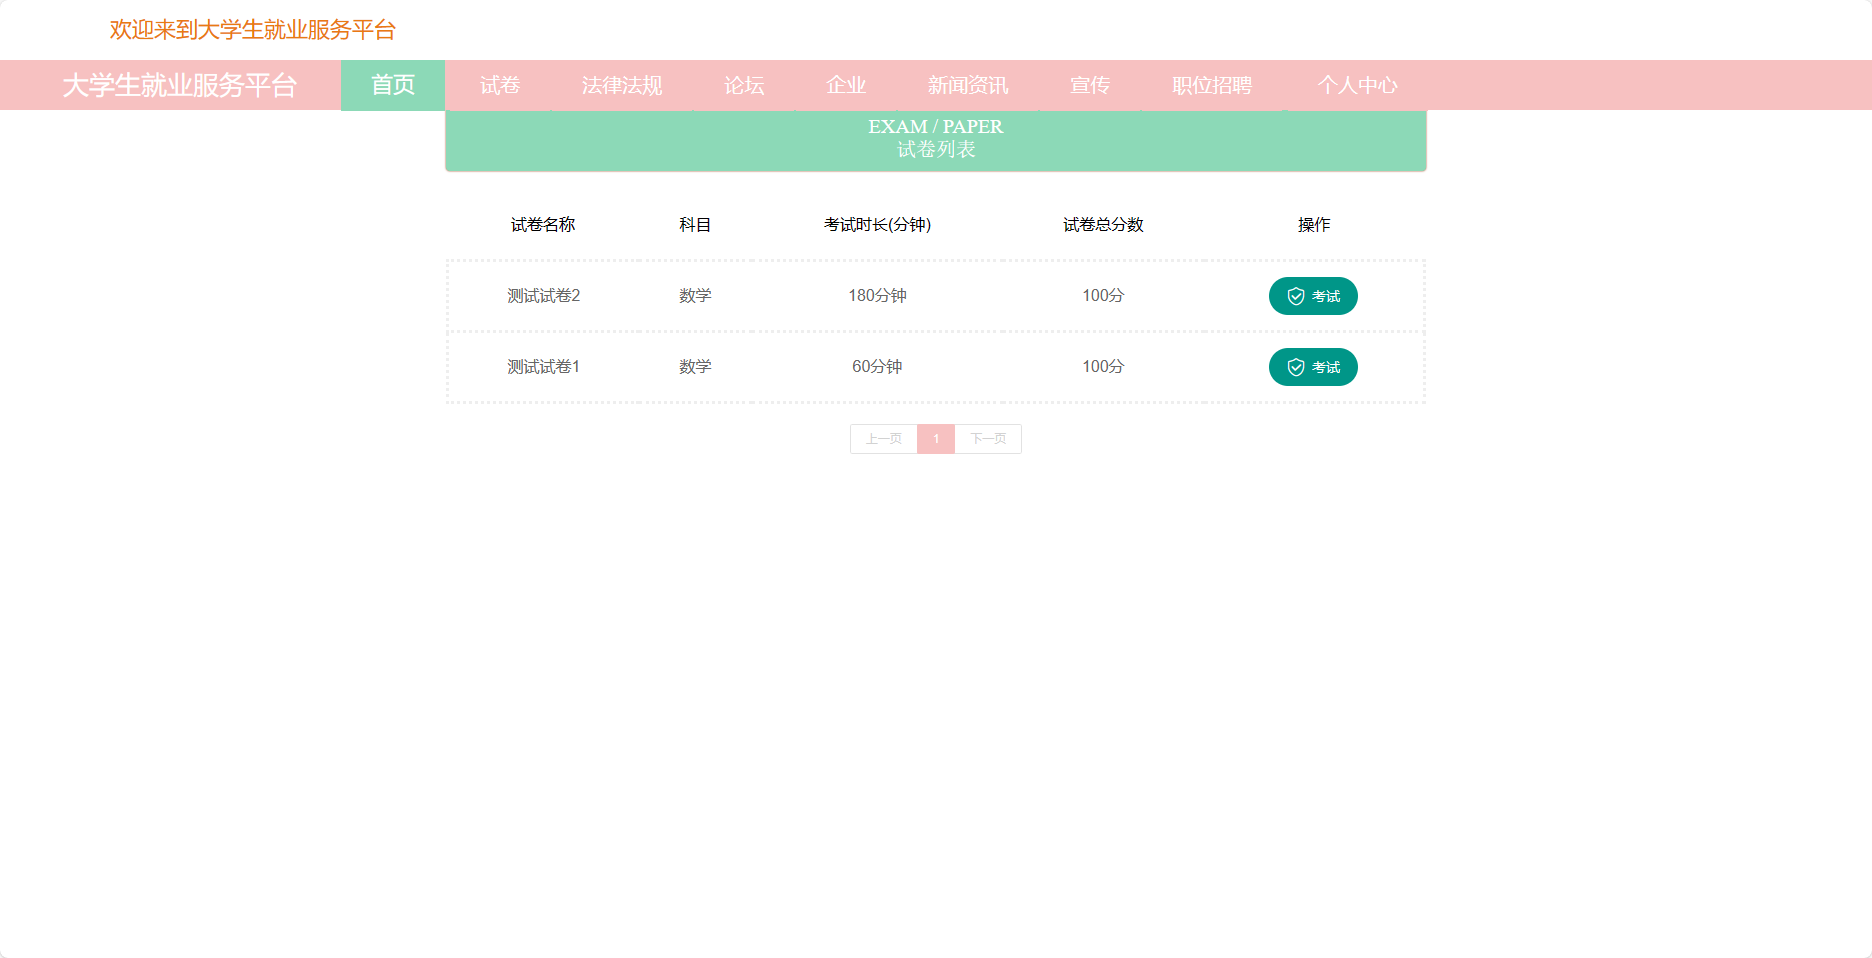 欢迎来到大学生就业服务平台
大学生就业服务平台 首页 试卷 法律法规 论坛 企业 新闻资讯 宣传 职位招聘 个人中心
EXAM / PAPER
试卷列表
试卷名称 科目 考试时长(分钟) 试卷总分数 操作
测试试卷2 数学 180分钟 100分 考试
测试试卷1 数学 60分钟 100分 考试
上一页 1 下一页